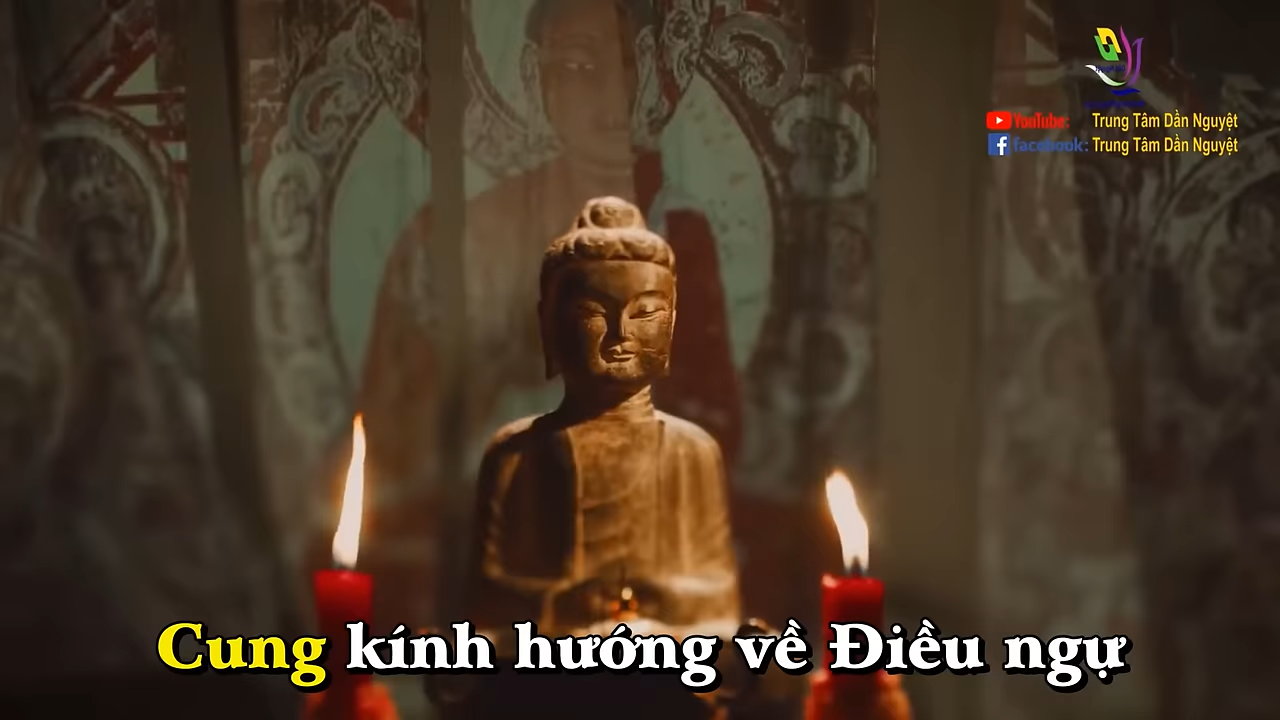 YouTube: Trung Tâm Dần Nguyệt
facebook: Trung Tâm Dần Nguyệt
Cung kính hướng về Điều ngự